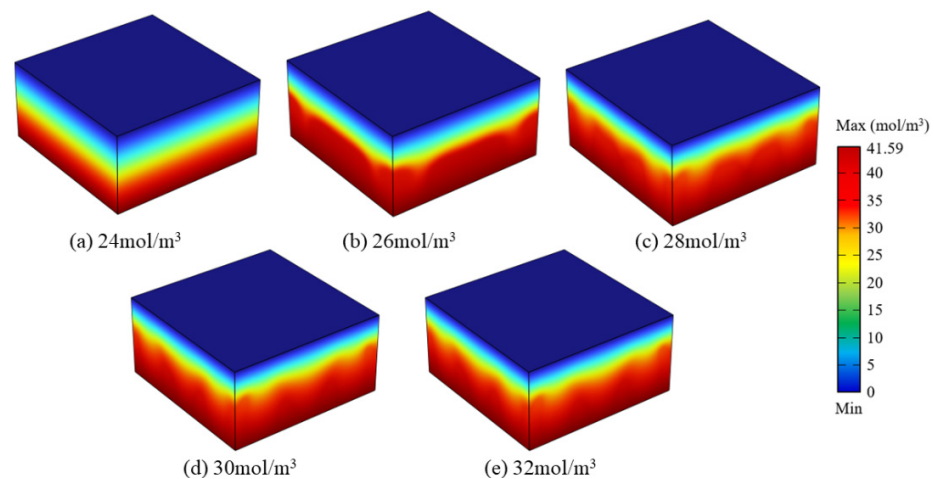 (a) 24mol/m³
(b) 26mol/m³
(c) 28mol/m³
(d) 30mol/m³
(e) 32mol/m³
Max (mol/m³)
41.59
40
35
30
25
20
15
10
5
0
Min